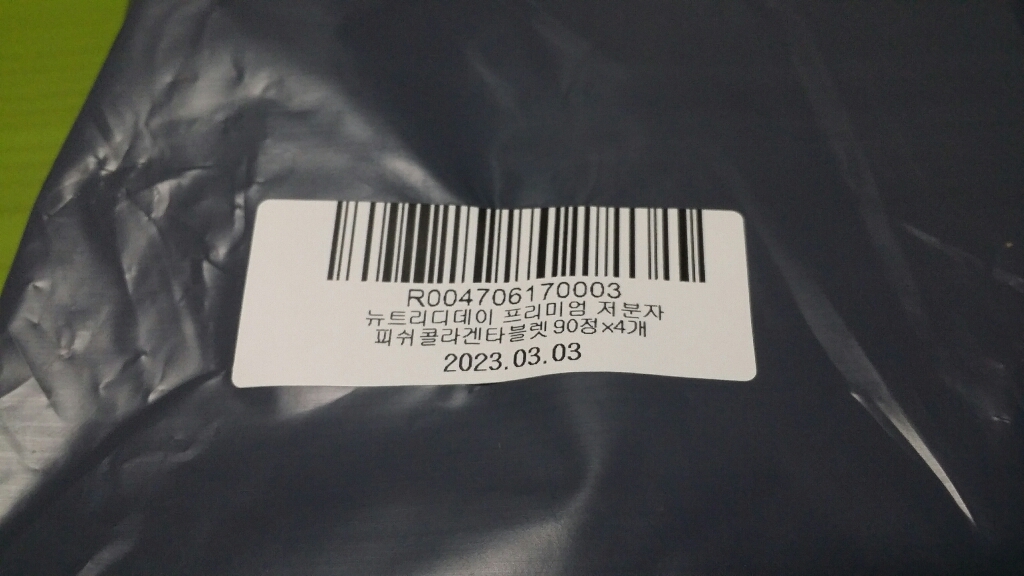 R004706170003
뉴트리디데이 프리미엄 저분자
피쉬콜라겐타블렛 90정×4개
2023.03.03